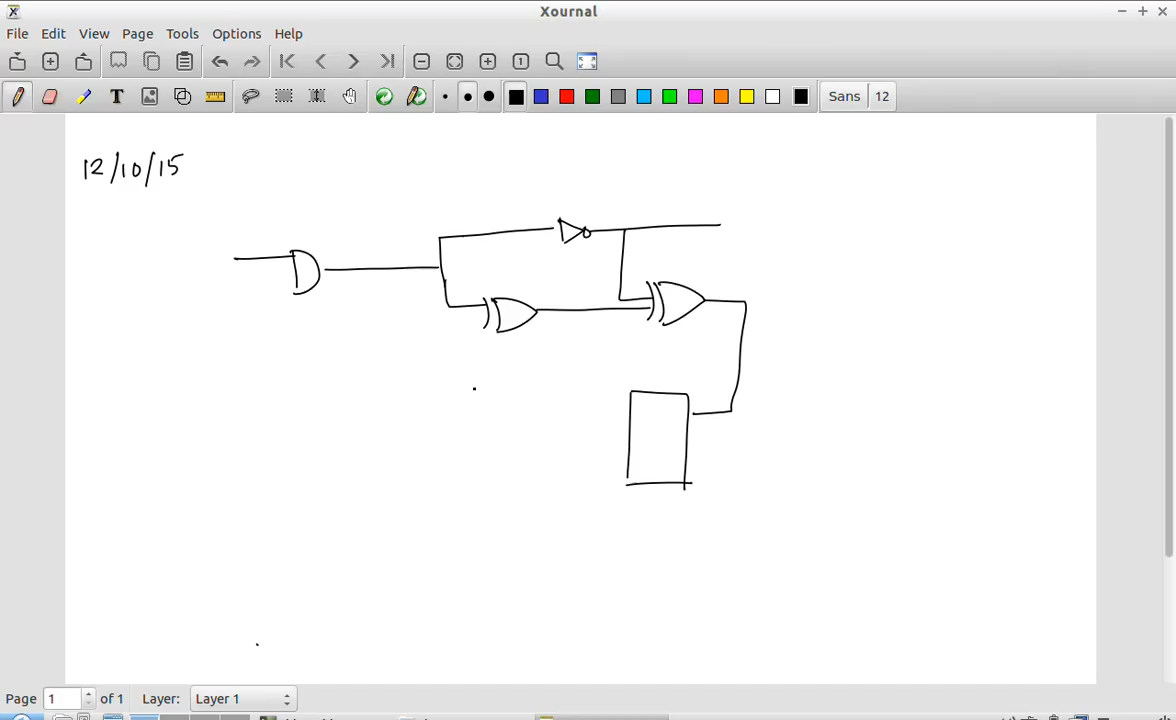 Xournal
File Edit View Page Tools Options Help
Sans 12
12/10/15
Page 1 of 1 Layer: Layer 1